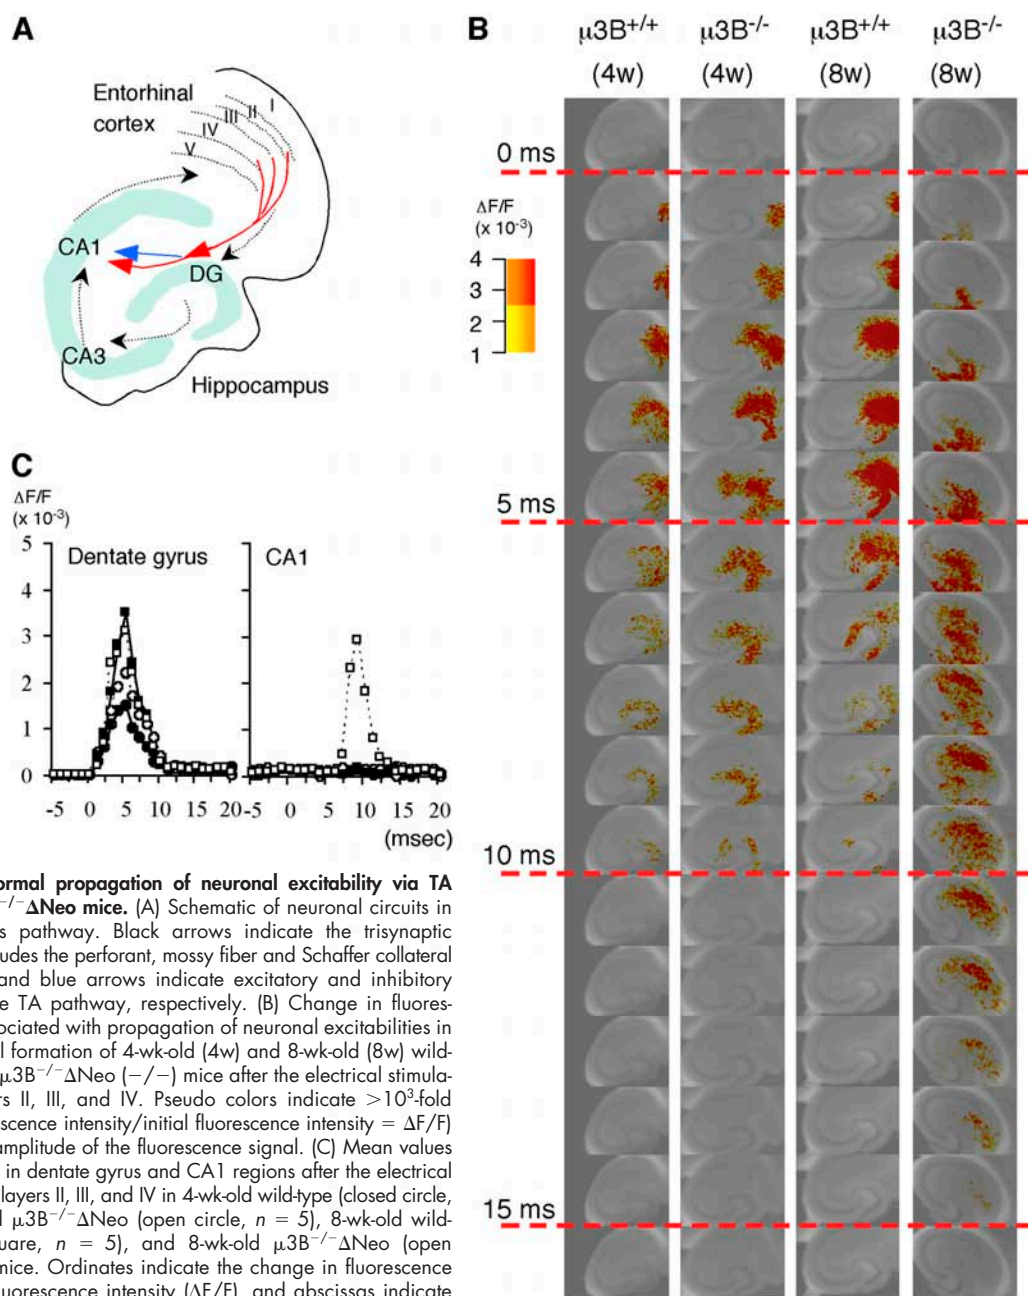 A
Entorhinal
cortex
I
II
III
IV
V
CA1
DG
CA3
Hippocampus
B
μ3B+/+ μ3B-/- μ3B+/+ μ3B-/-
(4w) (4w) (8w) (8w)
0 ms
ΔF/F
(x 10-3)
4
3
2
1
5 ms
10 ms
15 ms
C
ΔF/F
(x 10-3)
5
4
3
2
1
0
Dentate gyrus
CA1
-5 0 5 10 15 20 -5 0 5 10 15 20
(msec)
ormal propagation of neuronal excitability via TA
−/−ΔNeo mice. (A) Schematic of neuronal circuits in
s pathway. Black arrows indicate the trisynaptic
udes the perforant, mossy fiber and Schaffer collateral
and blue arrows indicate excitatory and inhibitory
e TA pathway, respectively. (B) Change in fluores-
ociated with propagation of neuronal excitabilities in
l formation of 4-wk-old (4w) and 8-wk-old (8w) wild-
μ3B−/−ΔNeo (−/−) mice after the electrical stimula-
rs II, III, and IV. Pseudo colors indicate >103-fold
scence intensity/initial fluorescence intensity = ΔF/F)
amplitude of the fluorescence signal. (C) Mean values
in dentate gyrus and CA1 regions after the electrical
layers II, III, and IV in 4-wk-old wild-type (closed circle,
d μ3B−/−ΔNeo (open circle, n = 5), 8-wk-old wild-
uare, n = 5), and 8-wk-old μ3B−/−ΔNeo (open
mice. Ordinates indicate the change in fluorescence
uorescence intensity (ΔF/F), and abscissas indicate